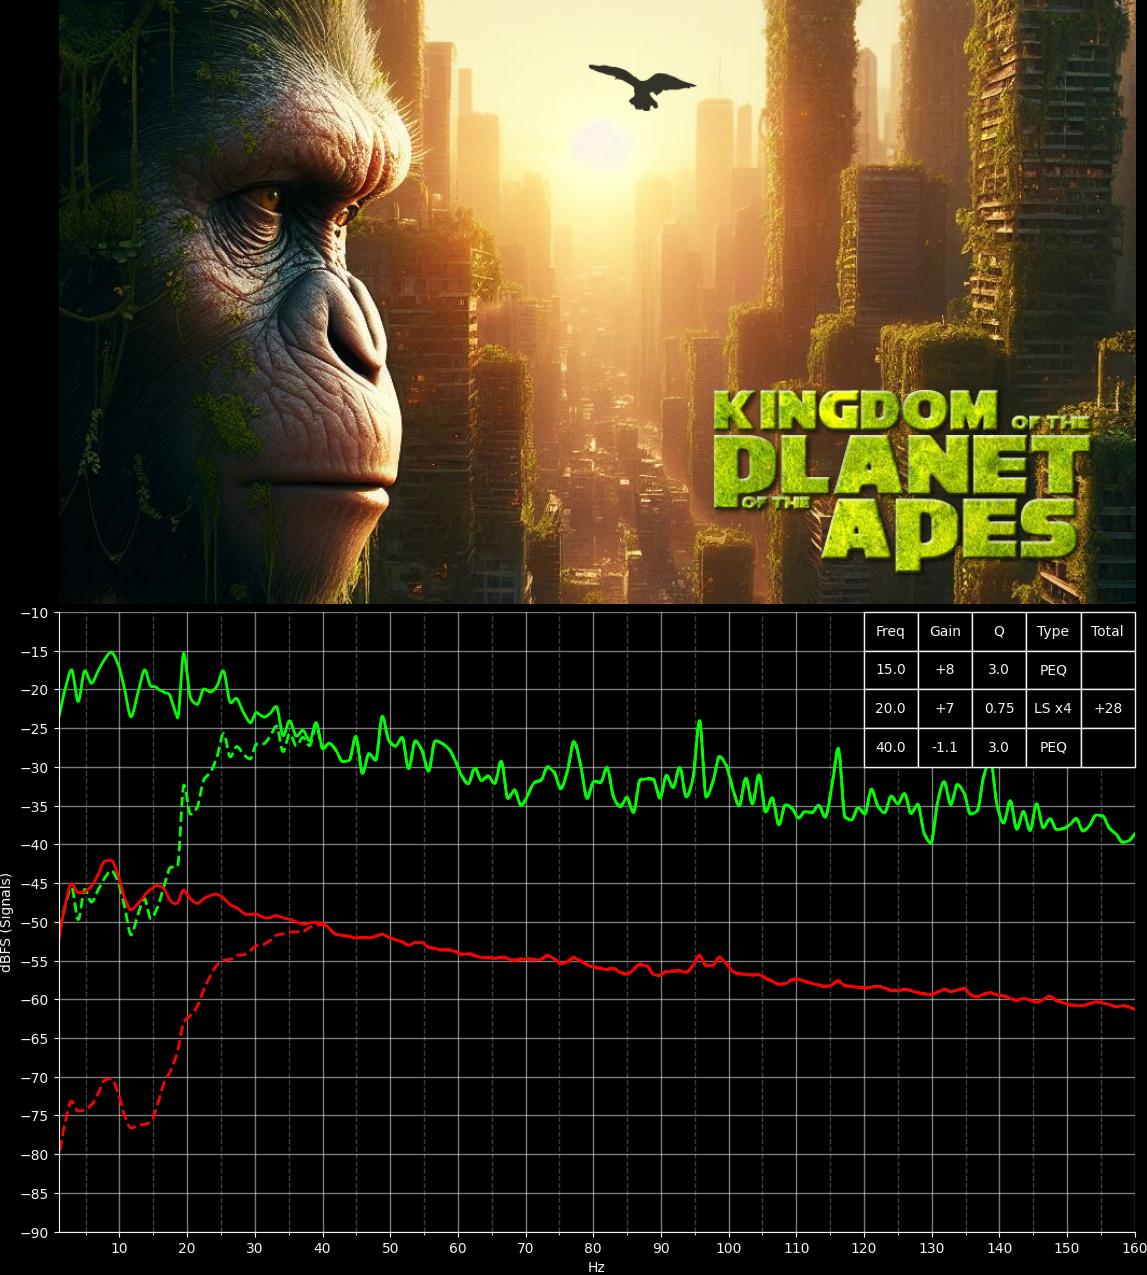 KINGDOM OF THE
PLANET
OF THE APES
Freq Gain Q Type Total
15.0 +8 3.0 PEQ
20.0 +7 0.75 LS x4 +28
40.0 -1.1 3.0 PEQ
−10
−15
−20
−25
−30
−35
−40
−45
−50
−55
−60
−65
−70
−75
−80
−85
−90
dBFS (Signals)
10 20 30 40 50 60 70 80 90 100 110 120 130 140 150 160
Hz